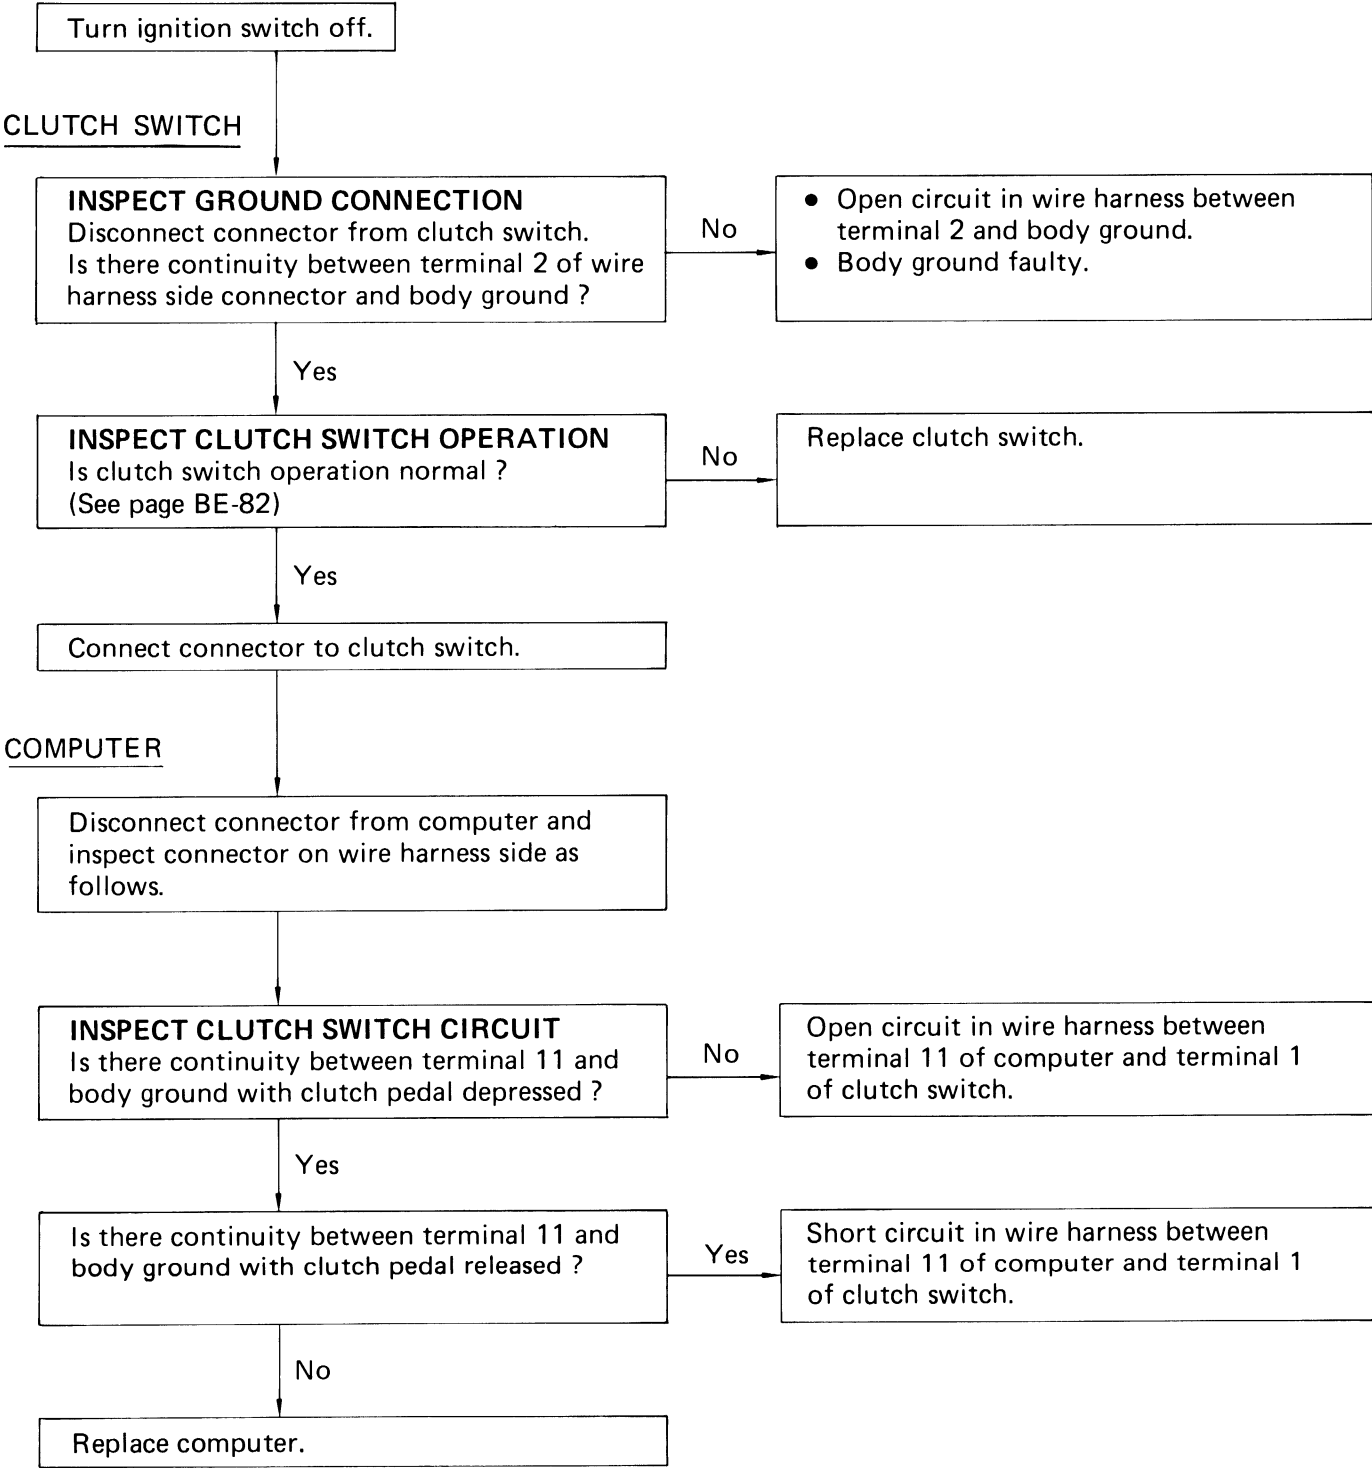 Turn ignition switch off.
CLUTCH SWITCH
INSPECT GROUND CONNECTION
Disconnect connector from clutch switch.
Is there continuity between terminal 2 of wire
harness side connector and body ground ?
No
● Open circuit in wire harness between
terminal 2 and body ground.
● Body ground faulty.
Yes
INSPECT CLUTCH SWITCH OPERATION
Is clutch switch operation normal ?
(See page BE-82)
No
Replace clutch switch.
Yes
Connect connector to clutch switch.
COMPUTER
Disconnect connector from computer and
inspect connector on wire harness side as
follows.
INSPECT CLUTCH SWITCH CIRCUIT
Is there continuity between terminal 11 and
body ground with clutch pedal depressed ?
No
Open circuit in wire harness between
terminal 11 of computer and terminal 1
of clutch switch.
Yes
Is there continuity between terminal 11 and
body ground with clutch pedal released ?
Yes
Short circuit in wire harness between
terminal 11 of computer and terminal 1
of clutch switch.
No
Replace computer.